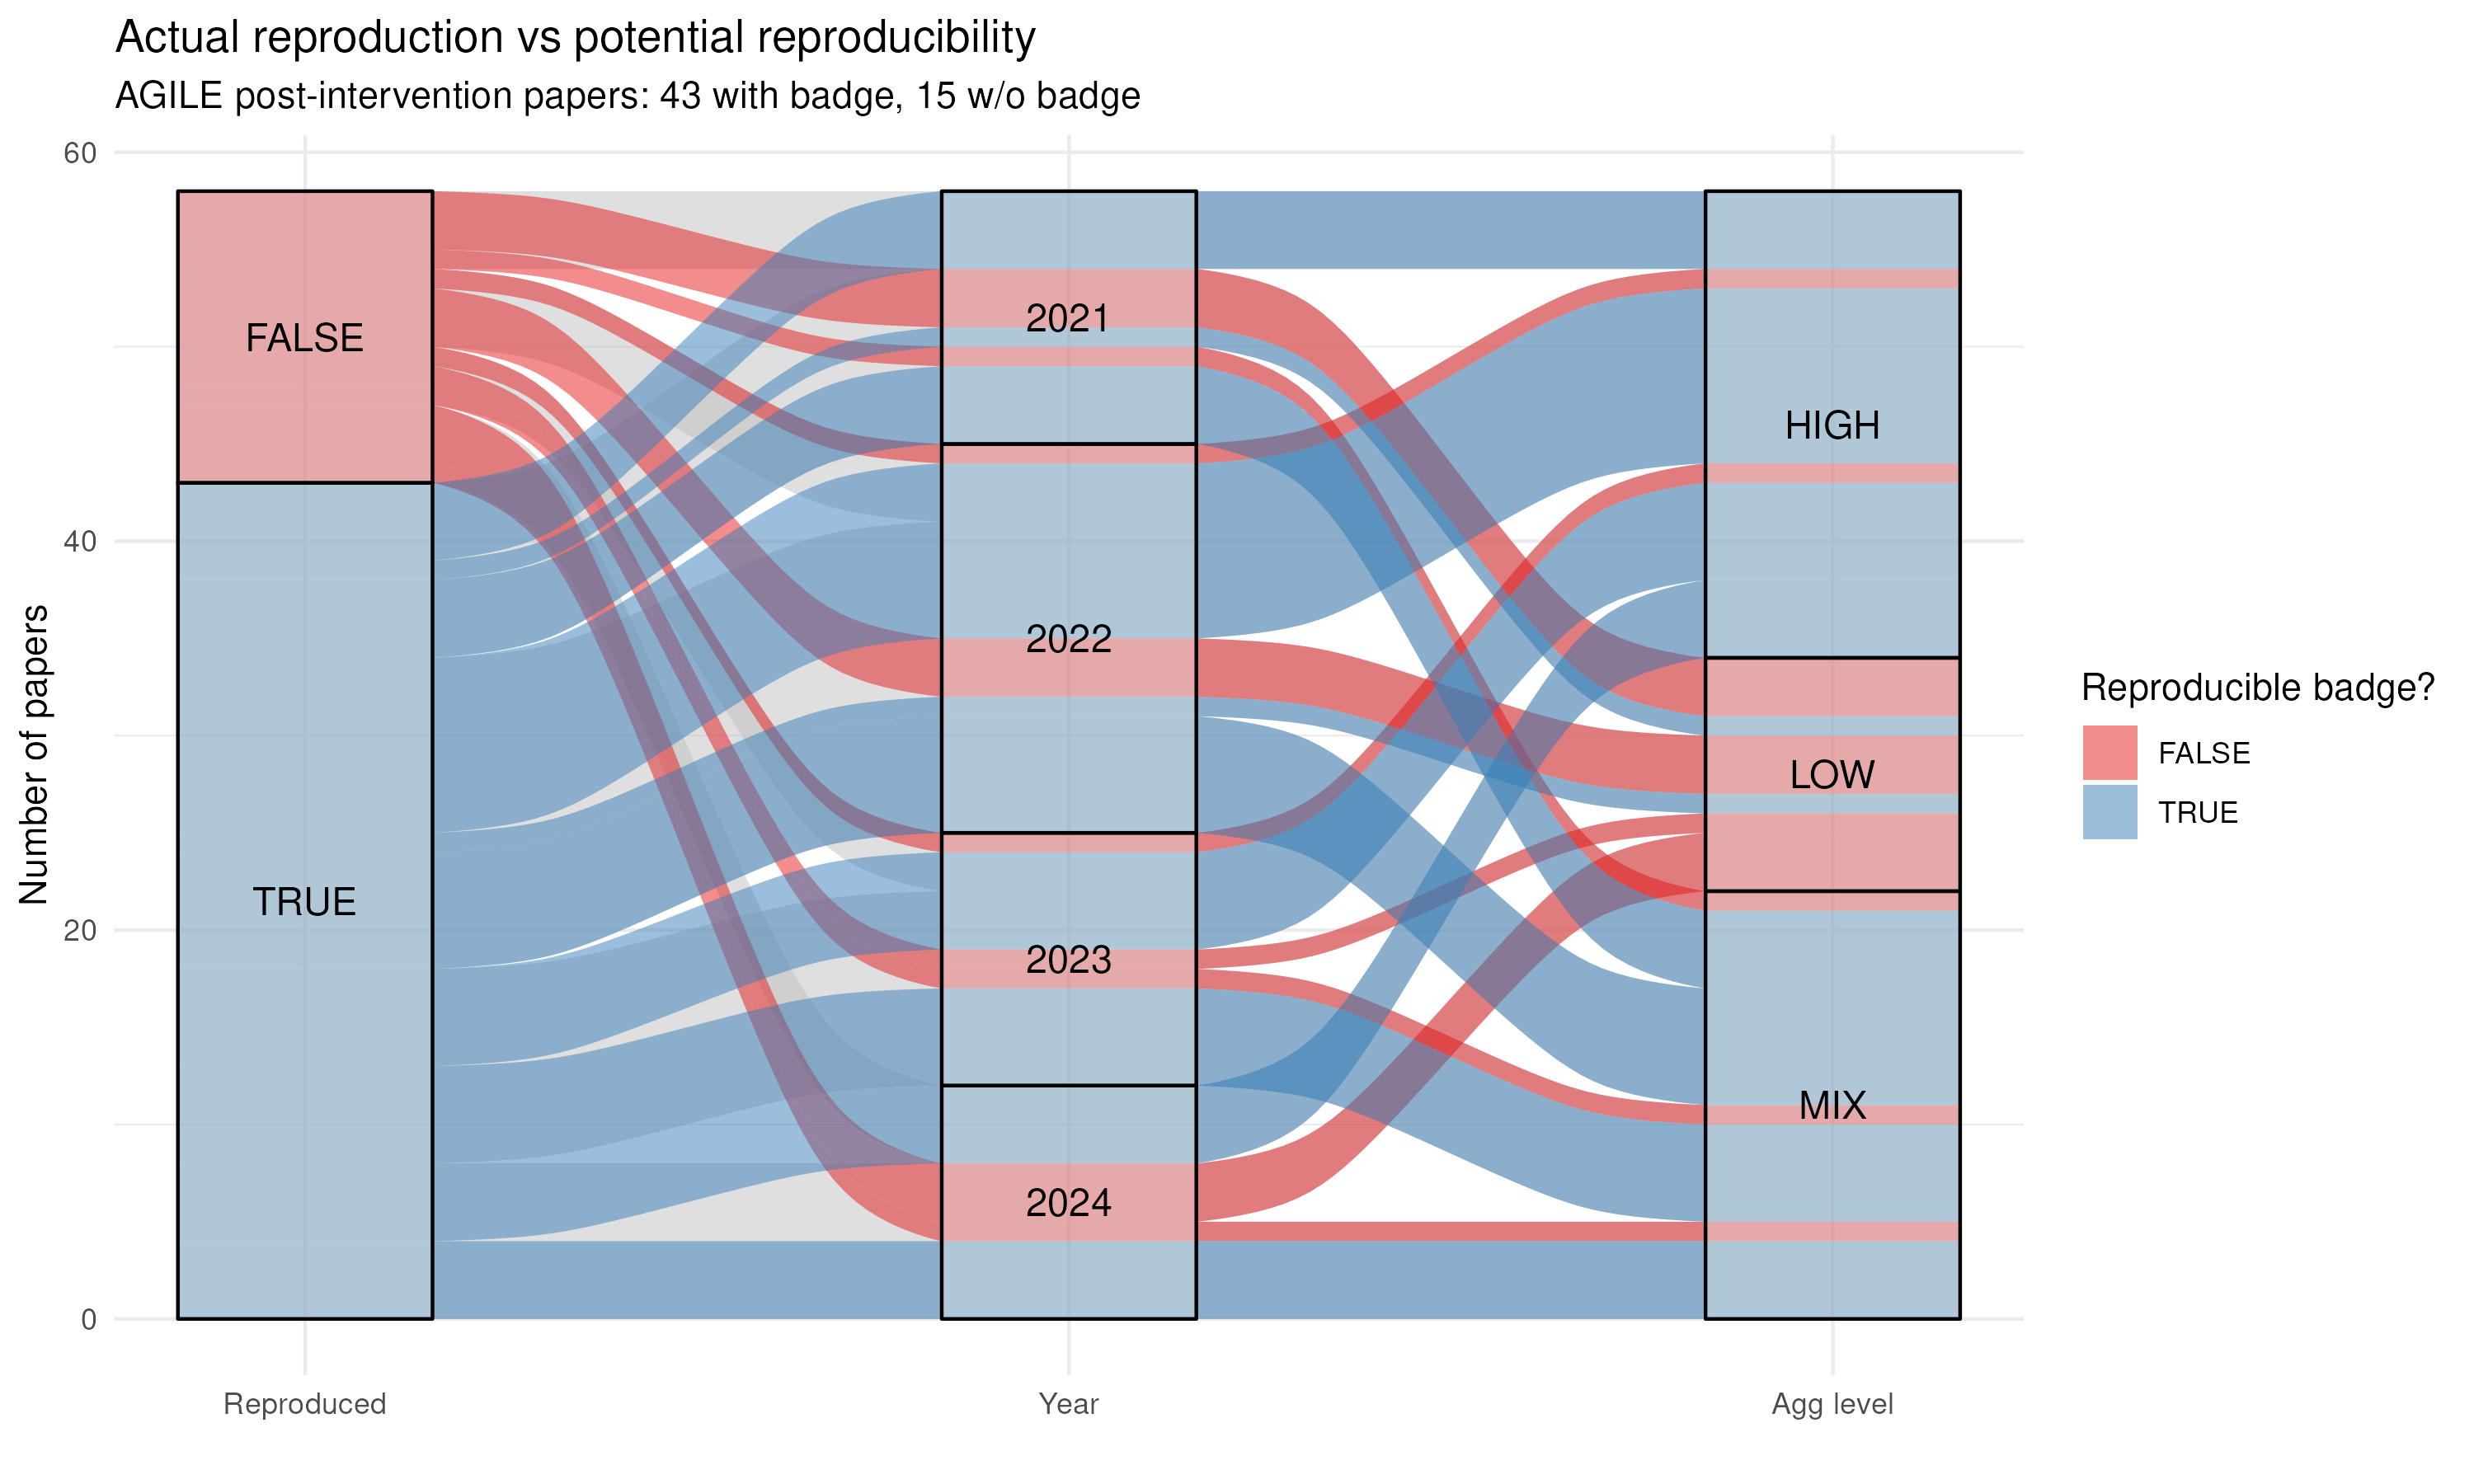 Actual reproduction vs potential reproducibility
AGILE post-intervention papers: 43 with badge, 15 w/o badge
60
40
20
0
Number of papers
FALSE
TRUE
2021
2022
2023
2024
HIGH
LOW
MIX
Reproduced
Year
Agg level
Reproducible badge?
FALSE
TRUE